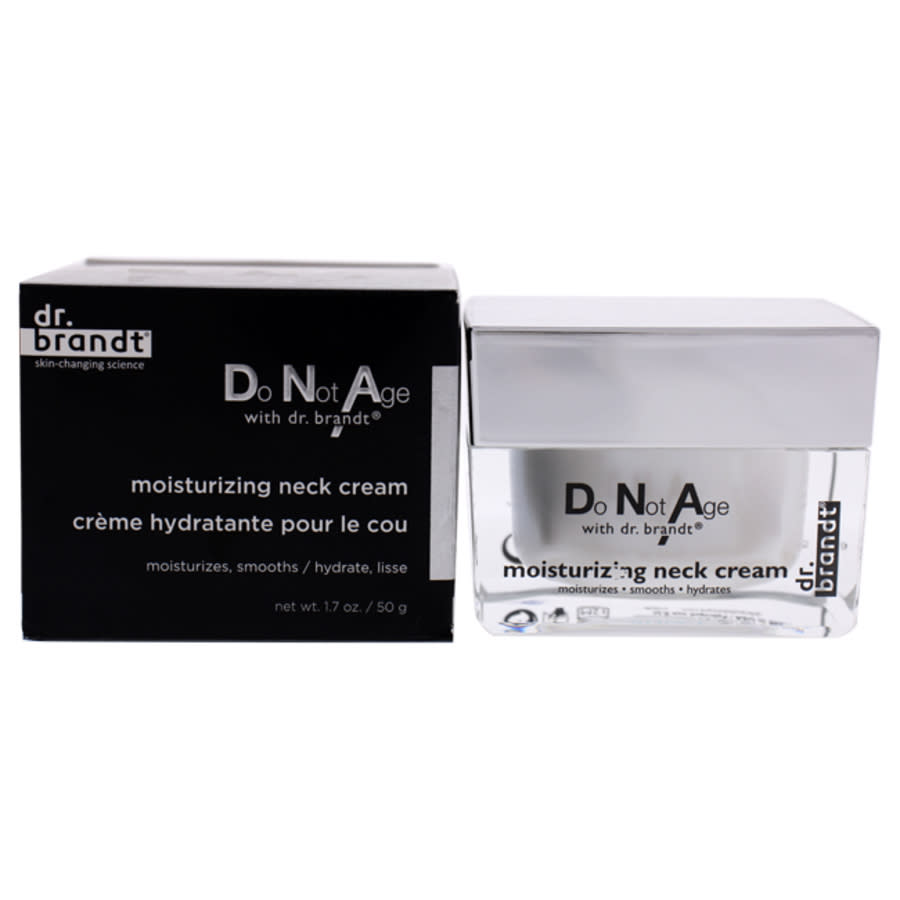 dr.
brandt®
skin-changing science
Do Not Age
with dr. brandt®
moisturizing neck cream
crème hydratante pour le cou
moisturizes, smooths / hydrate, lisse
net wt. 1.7 oz. / 50 g
Do Not Age
with dr. brandt®
moisturizing neck cream
moisturizes • smooths • hydrates
dr.
brandt